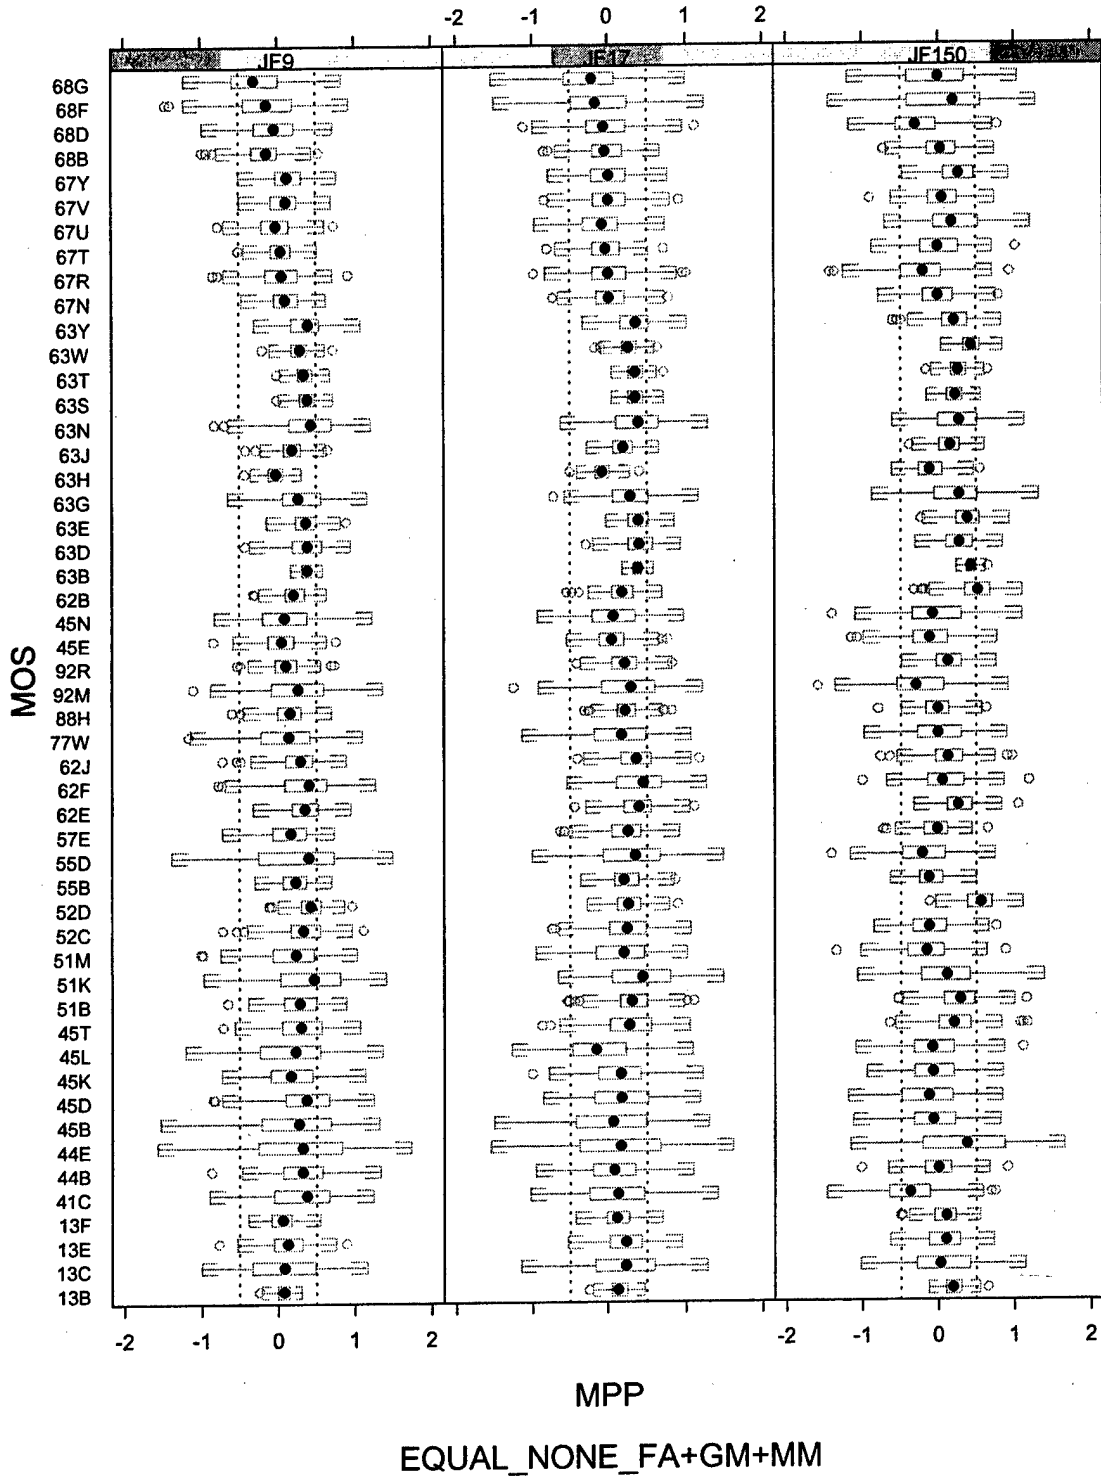 -2 -1 0 1 2
JF9 JF17 JF150
68G
68F
68D
68B
67Y
67V
67U
67T
67R
67N
63Y
63W
63T
63S
63N
63J
63H
63G
63E
63D
63B
62B
45N
45E
92R
92M
88H
77W
62J
62F
62E
57E
55D
55B
52D
52C
51M
51K
51B
45T
45L
45K
45D
45B
44E
44B
41C
13F
13E
13C
13B
MOS
-2 -1 0 1 2 -2 -1 0 1 2
MPP
EQUAL_NONE_FA+GM+MM